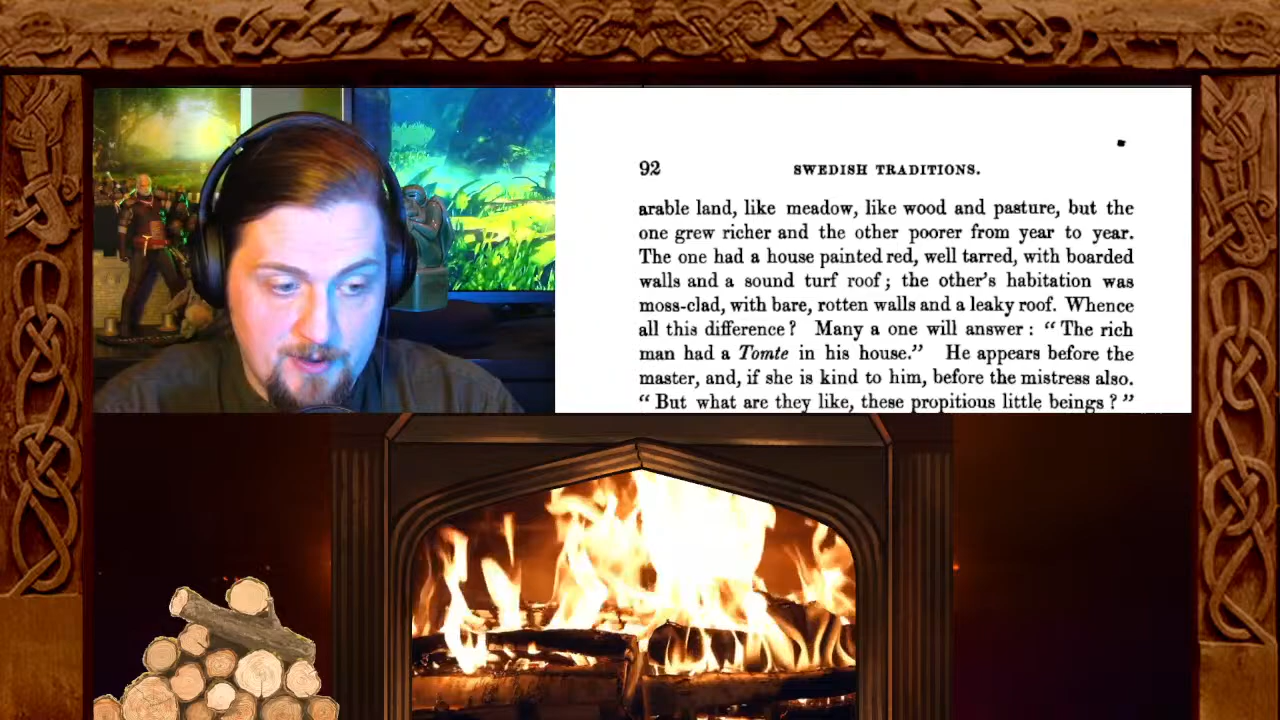 92 SWEDISH TRADITIONS.
arable land, like meadow, like wood and pasture, but the
one grew richer and the other poorer from year to year.
The one had a house painted red, well tarred, with boarded
walls and a sound turf roof; the other's habitation was
moss-clad, with bare, rotten walls and a leaky roof. Whence
all this difference? Many a one will answer: “The rich
man had a Tomte in his house.” He appears before the
master, and, if she is kind to him, before the mistress also.
“But what are they like, these propitious little beings?”